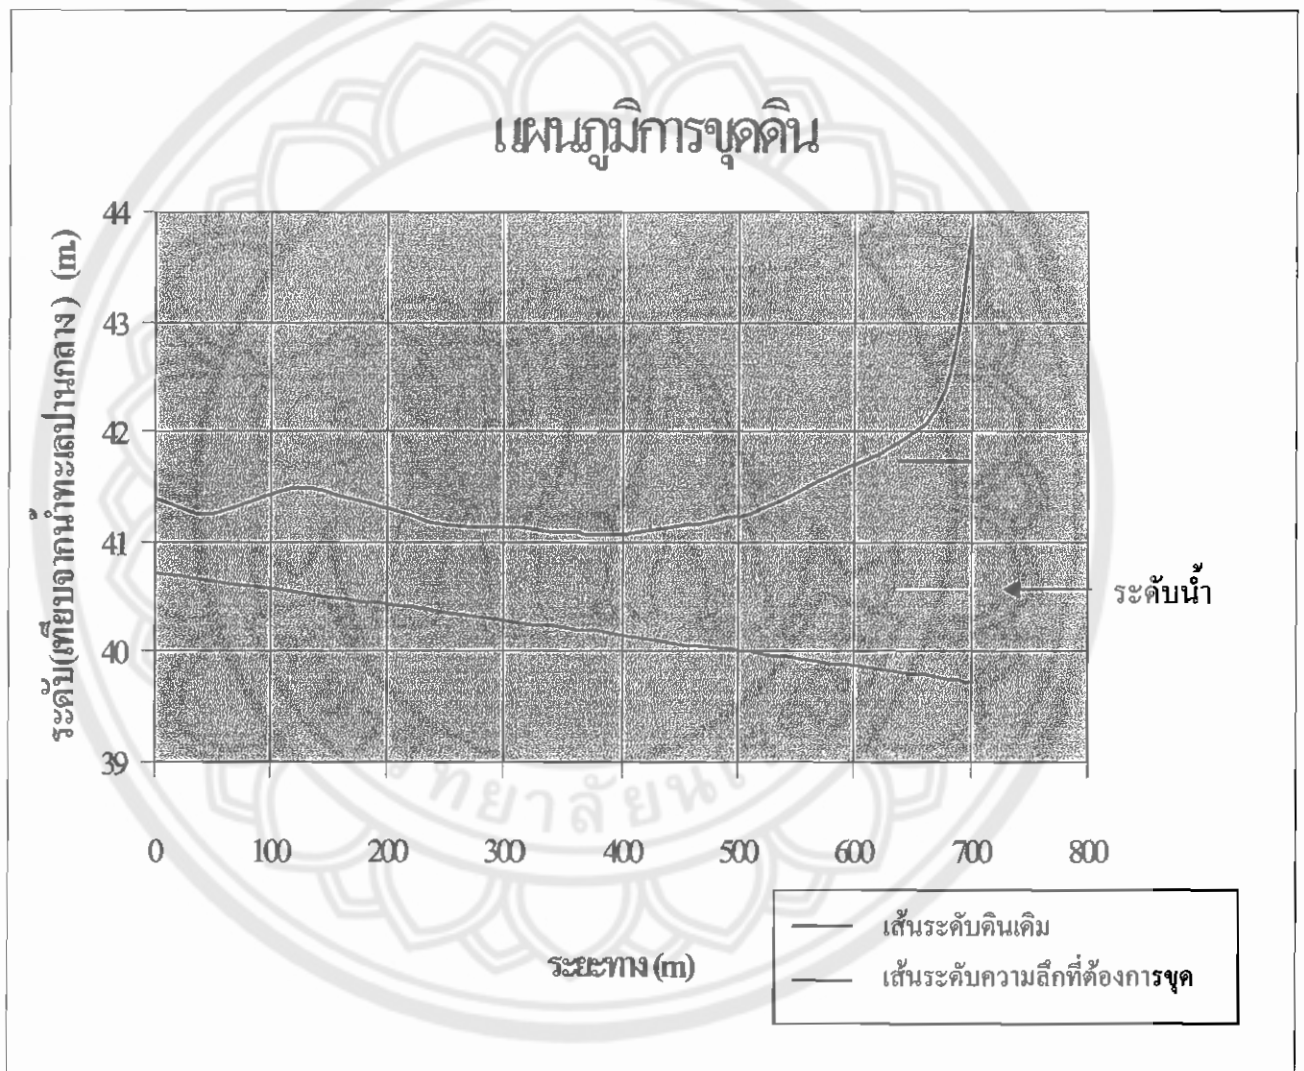 แผนภูมิการขุดดิน
ระดับ(เทียบจากน้ำทะเลปานกลาง) (m.)
44
43
42
41
40
39
ระดับน้ำ
0 100 200 300 400 500 600 700 800
ระยะทาง (m)
เส้นระดับดินเดิม
เส้นระดับความลึกที่ต้องการขุด